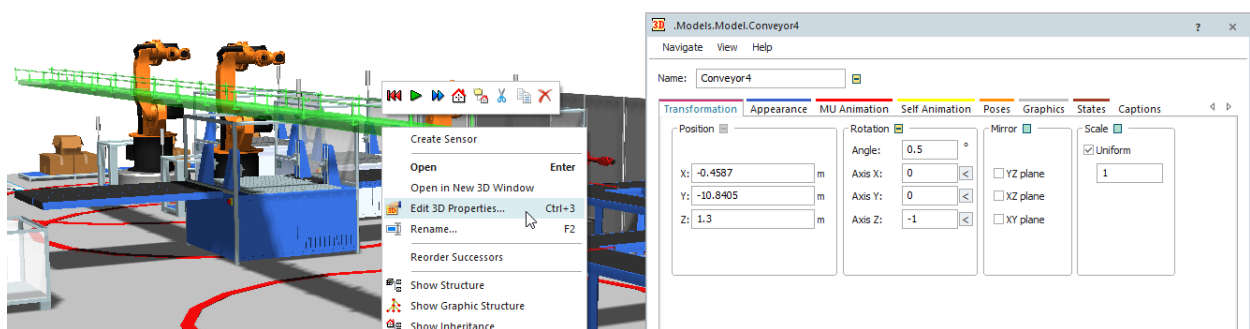 Create Sensor
Open Enter
Open in New 3D Window
Edit 3D Properties... Ctrl+3
Rename... F2
Reorder Successors
Show Structure
Show Graphic Structure
Show Inheritance
3D .Models.Model.Conveyor4 ? ×
Navigate View Help
Name: Conveyor4
Transformation Appearance MU Animation Self Animation Poses Graphics States Captions
Position Rotation Mirror Scale
Angle: 0.5 ° Uniform
X: -0.4587 m Axis X: 0 < YZ plane 1
Y: -10.8405 m Axis Y: 0 < XZ plane
Z: 1.3 m Axis Z: -1 < XY plane